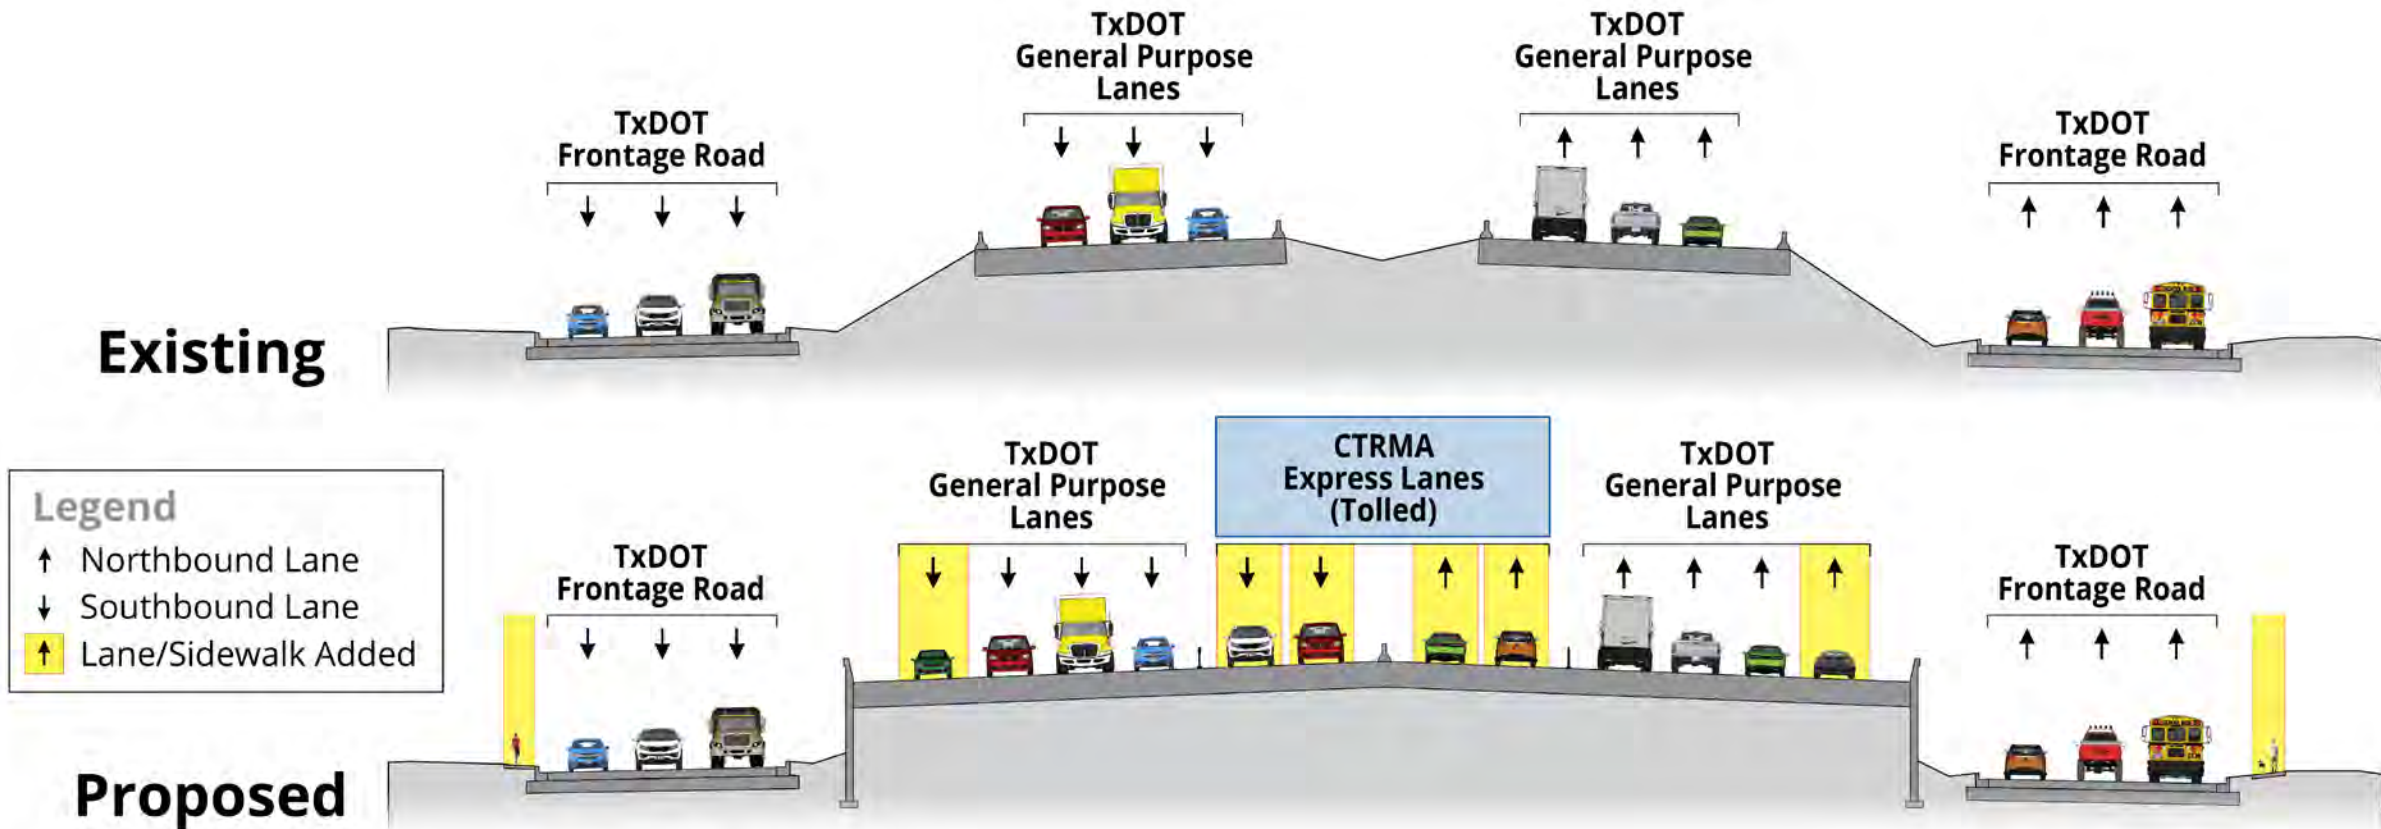 TxDOT
General Purpose
Lanes
TxDOT
General Purpose
Lanes
TxDOT
Frontage Road
TxDOT
Frontage Road
Existing
CTRMA
Express Lanes
(Tolled)
TxDOT
General Purpose
Lanes
TxDOT
General Purpose
Lanes
Legend
Northbound Lane
Southbound Lane
Lane/Sidewalk Added
TxDOT
Frontage Road
TxDOT
Frontage Road
Proposed